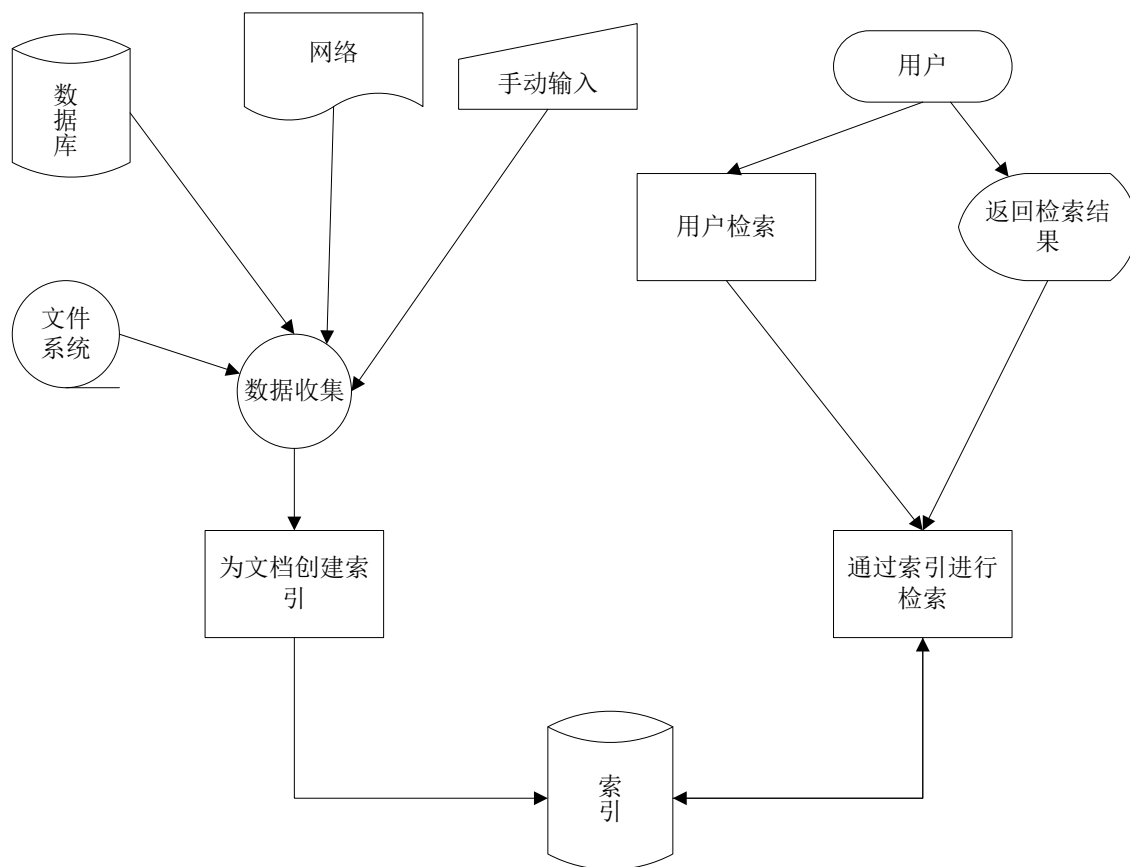 网络
手动输入
用户
数
据
库
用户检索
返回检索结
果
文件
系统
数据收集
为文档创建索
引
通过索引进行
检索
索
引